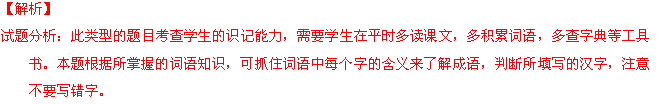 【解析】
试题分析：此类型的题目考查学生的识记能力，需要学生在平时多读课文，多积累词语，多查字典等工具
书。本题根据所掌握的词语知识，可抓住词语中每个字的含义来了解成语，判断所填写的汉字，注意
不要写错字。